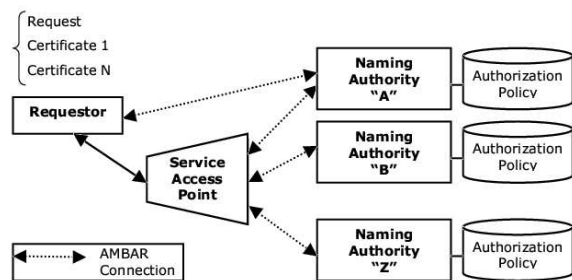 Request
Certificate 1
Certificate N
Requestor
Service
Access
Point
Naming
Authority
“A”
Authorization
Policy
Naming
Authority
“B”
Authorization
Policy
Naming
Authority
“Z”
Authorization
Policy
AMBAR
Connection